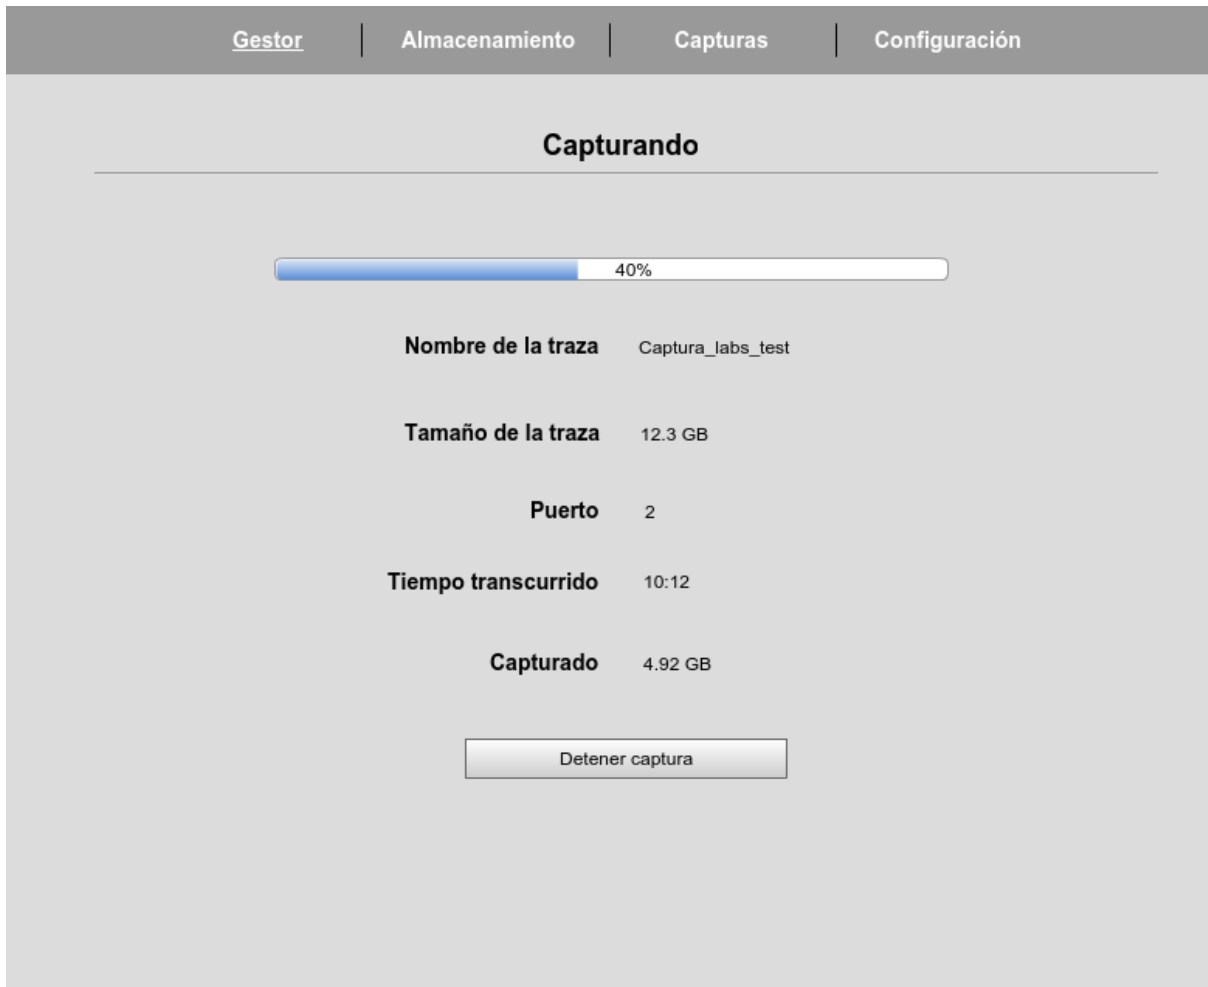 Gestor Almacenamiento Capturas Configuración
Capturando
40%
Nombre de la traza Captura_labs_test
Tamaño de la traza 12.3 GB
Puerto 2
Tiempo transcurrido 10:12
Capturado 4.92 GB
Detener captura